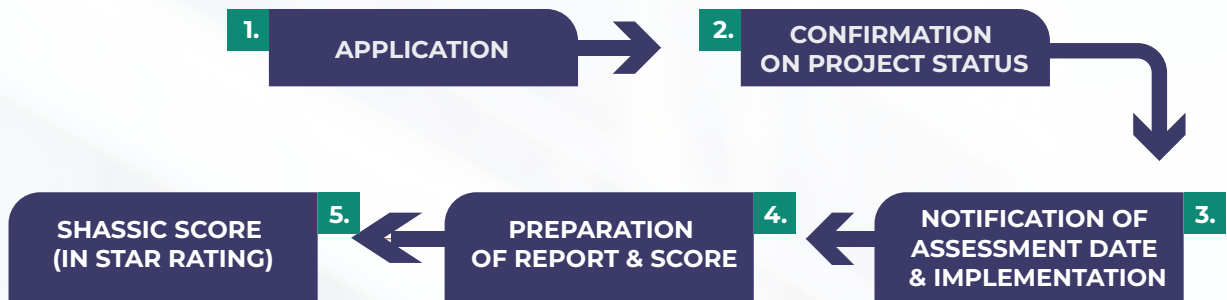 1.
APPLICATION
2.
CONFIRMATION
ON PROJECT STATUS
3.
NOTIFICATION OF
ASSESSMENT DATE
& IMPLEMENTATION
4.
PREPARATION
OF REPORT & SCORE
5.
SHASSIC SCORE
(IN STAR RATING)